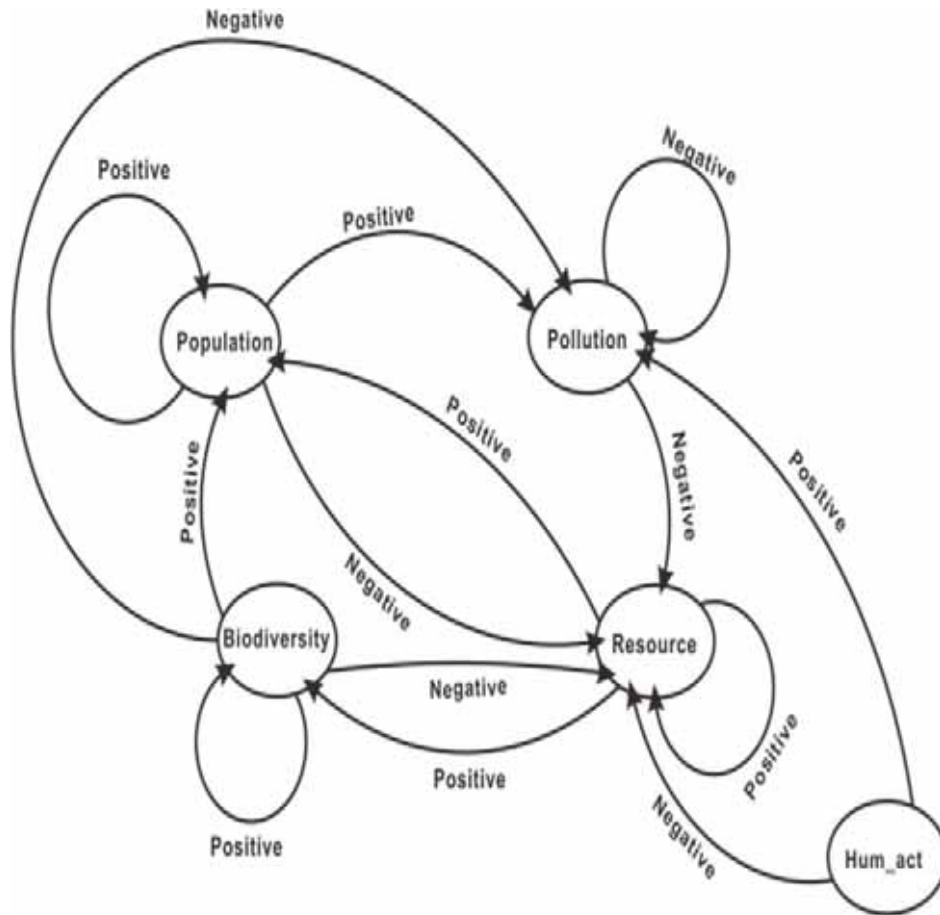 Negative
Positive
Negative
Positive
Population
Pollution
Positive
Negative
Positive
Positive
Negative
Biodiversity
Resource
Negative
Positive
Positive
Negative
Positive
Hum_act